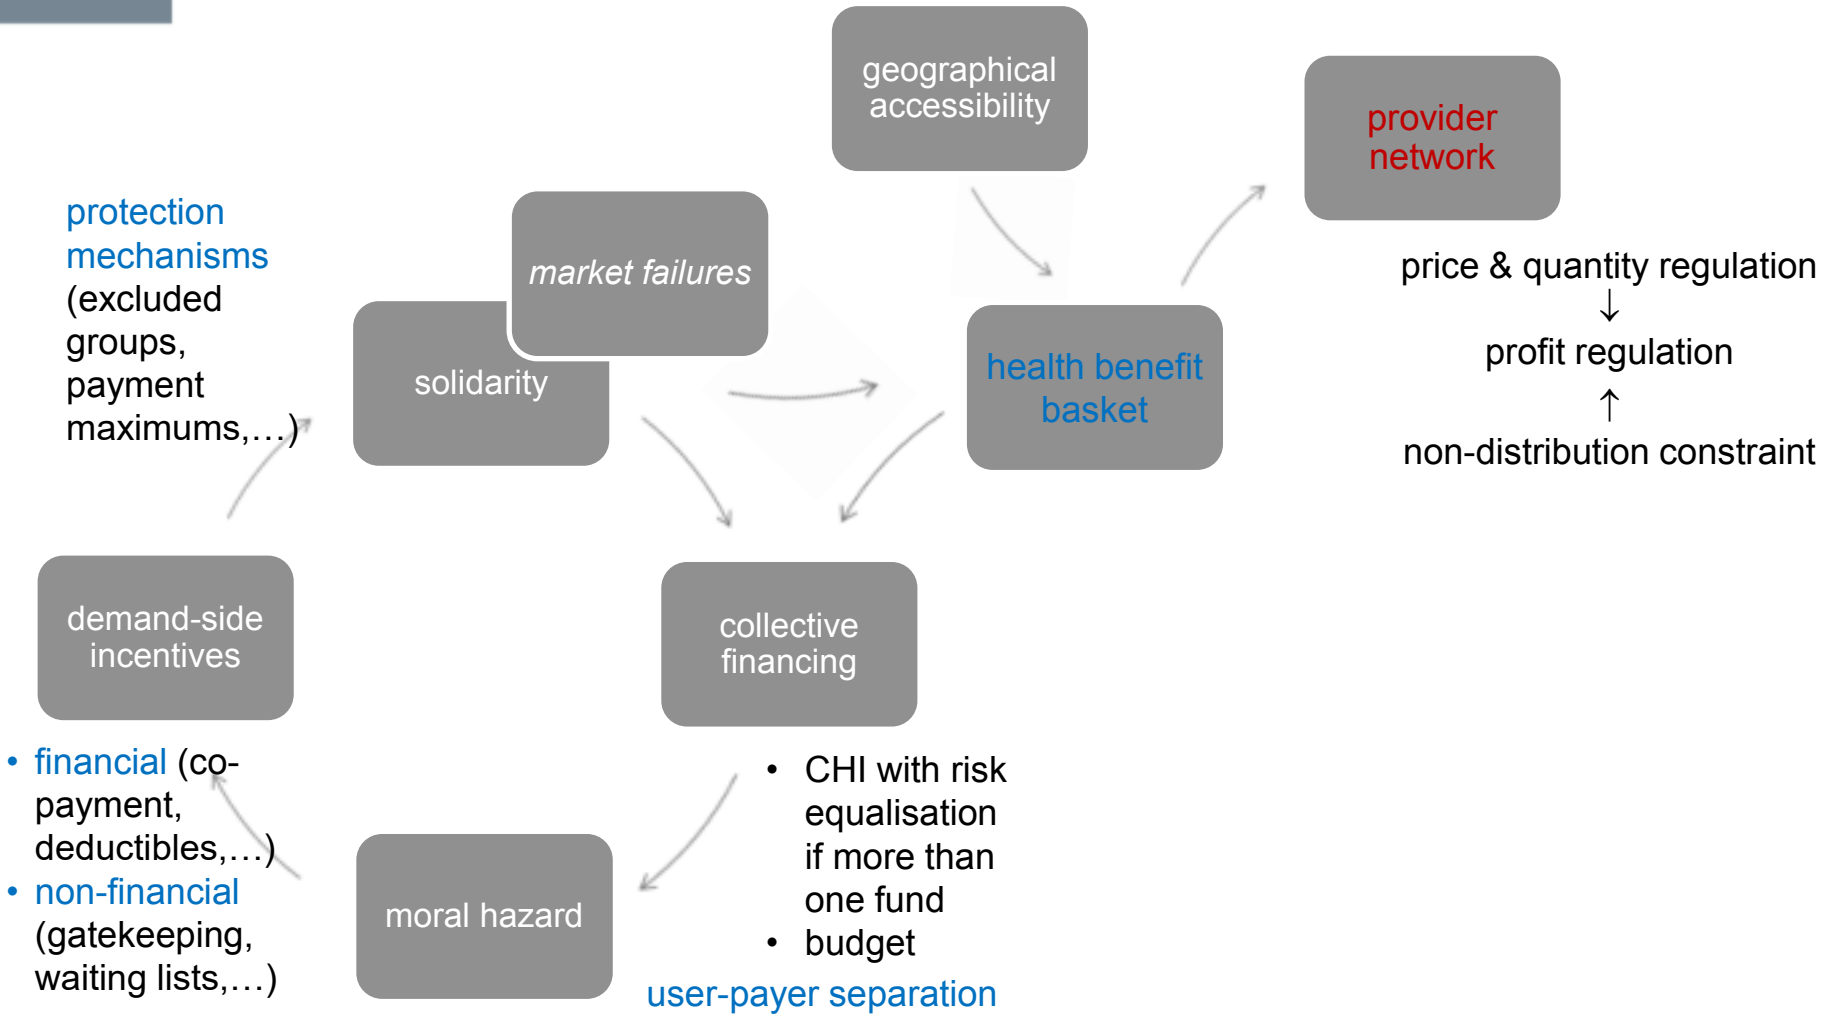 geographical
accessibility
provider
network
protection
mechanisms
(excluded
groups,
payment
maximums,…)
market failures
solidarity
health benefit
basket
price & quantity regulation
↓
profit regulation
↑
non-distribution constraint
demand-side
incentives
collective
financing
• financial (co-
payment,
deductibles,…)
• non-financial
(gatekeeping,
waiting lists,…)
moral hazard
• CHI with risk
equalisation
if more than
one fund
• budget
user-payer separation